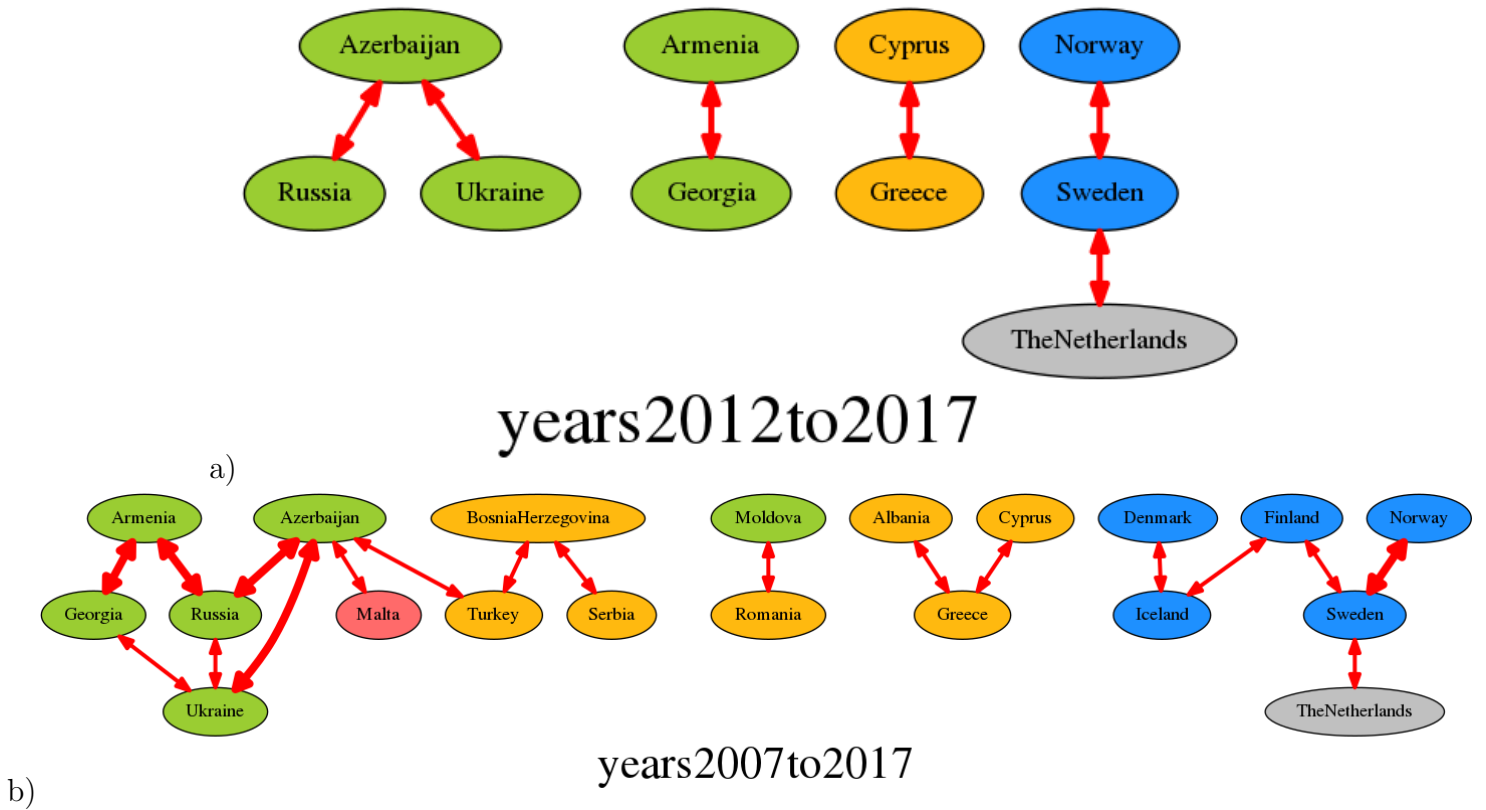 Azerbaijan Armenia Cyprus Norway
Russia Ukraine Georgia Greece Sweden
TheNetherlands
years2012to2017
a)
Armenia Azerbaijan BosniaHerzegovina Moldova Albania Cyprus Denmark Finland Norway
Georgia Russia Malta Turkey Serbia Romania Greece Iceland Sweden
Ukraine TheNetherlands
years2007to2017
b)